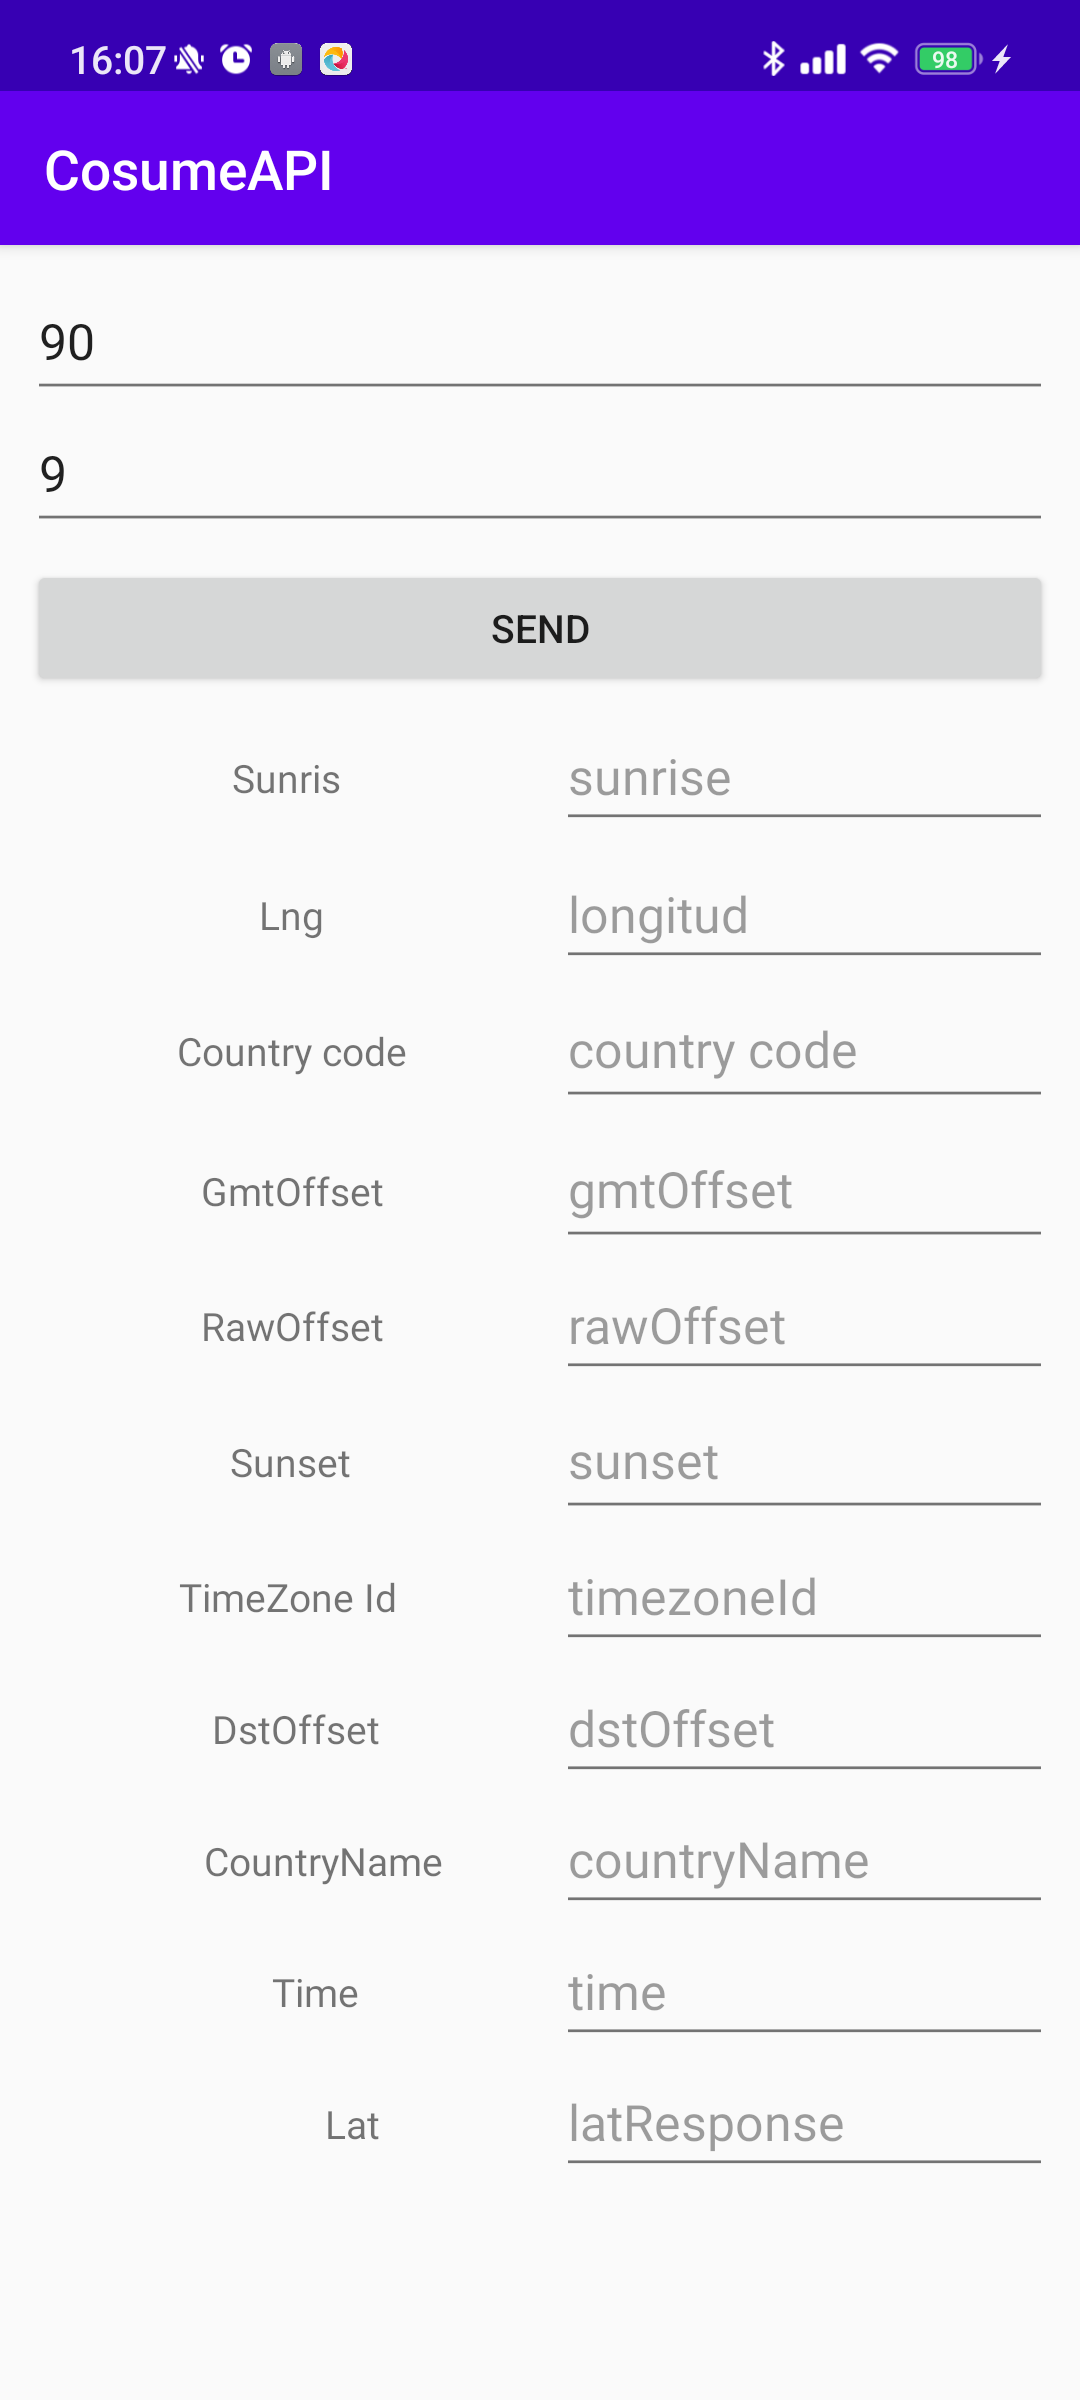 16:07 98
CosumeAPI
90
9
SEND
Sunris sunrise
Lng longitud
Country code country code
GmtOffset gmtOffset
RawOffset rawOffset
Sunset sunset
TimeZone Id timezoneId
DstOffset dstOffset
CountryName countryName
Time time
Lat latResponse